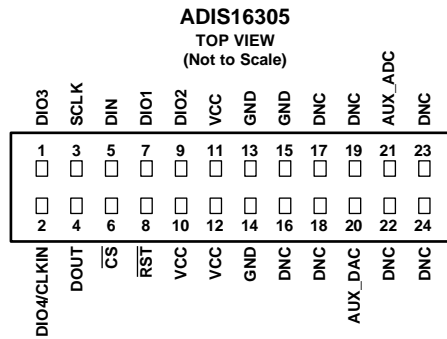 ADIS16305
TOP VIEW
(Not to Scale)
DIO3 SCLK DIN DIO1 DIO2 VCC GND GND DNC DNC AUX_ADC DNC
1 3 5 7 9 11 13 15 17 19 21 23
2 4 6 8 10 12 14 16 18 20 22 24
DIO4/CLKIN DOUT CS RST VCC VCC GND DNC DNC AUX_DAC DNC DNC